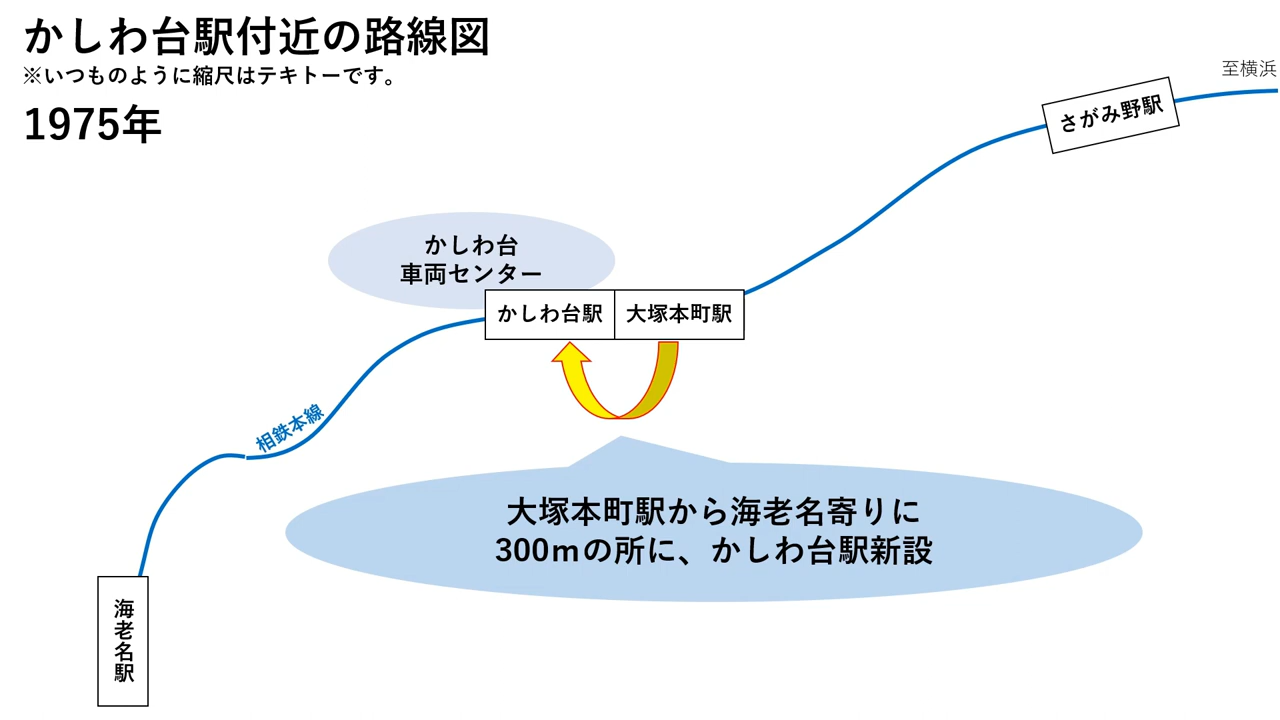 かしわ台駅付近の路線図
※いつものように縮尺はテキトーです。
1975年
至横浜
さがみ野駅
かしわ台
車両センター
かしわ台駅
大塚本町駅
相鉄本線
大塚本町駅から海老名寄りに
300mの所に、かしわ台駅新設
海老名駅